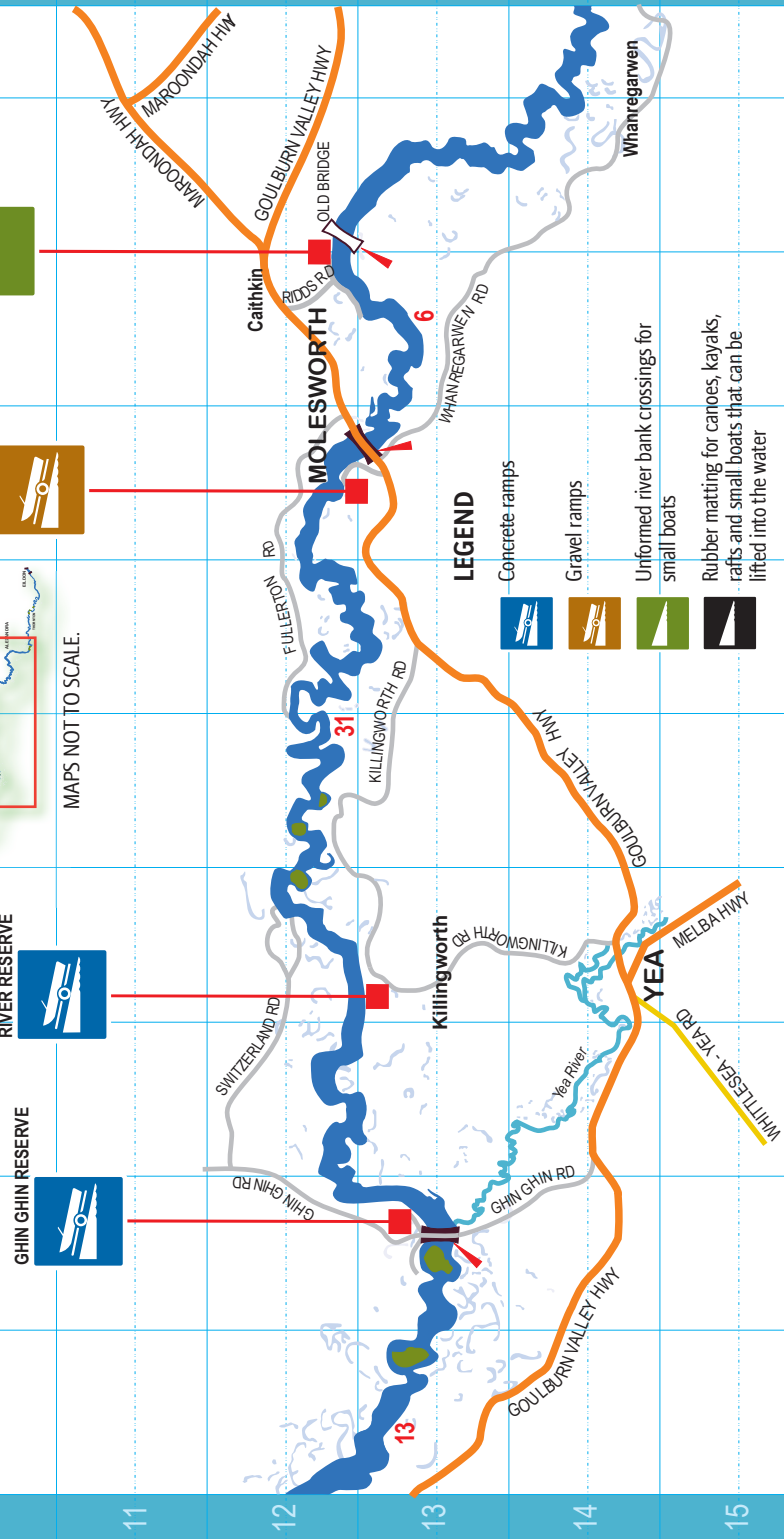 GHIN GHIN RESERVE
RIVER RESERVE
MAPS NOT TO SCALE.
ALEXANDRA
EILDON
MAROONDAH HWY
MAROONDAH HW
GOULBURN VALLEY HWY
OLD BRIDGE
Caithkin
RIDDS RD
MOLESWORTH
6
WHANREGARWEN RD
Whanregarwen
FULLERTON RD
31
KILLINGWORTH RD
SWITZERLAND RD
GHIN GHIN RD
Killingworth
KILLINGWORTH RD
GOULBURN VALLEY HWY
YEA
MELBA HWY
WHITTLESEA - YEA RD
Yea River
GHIN GHIN RD
GOULBURN VALLEY HWY
13
LEGEND
Concrete ramps
Gravel ramps
Unformed river bank crossings for
small boats
Rubber matting for canoes, kayaks,
rafts and small boats that can be
lifted into the water
11
12
13
14
15